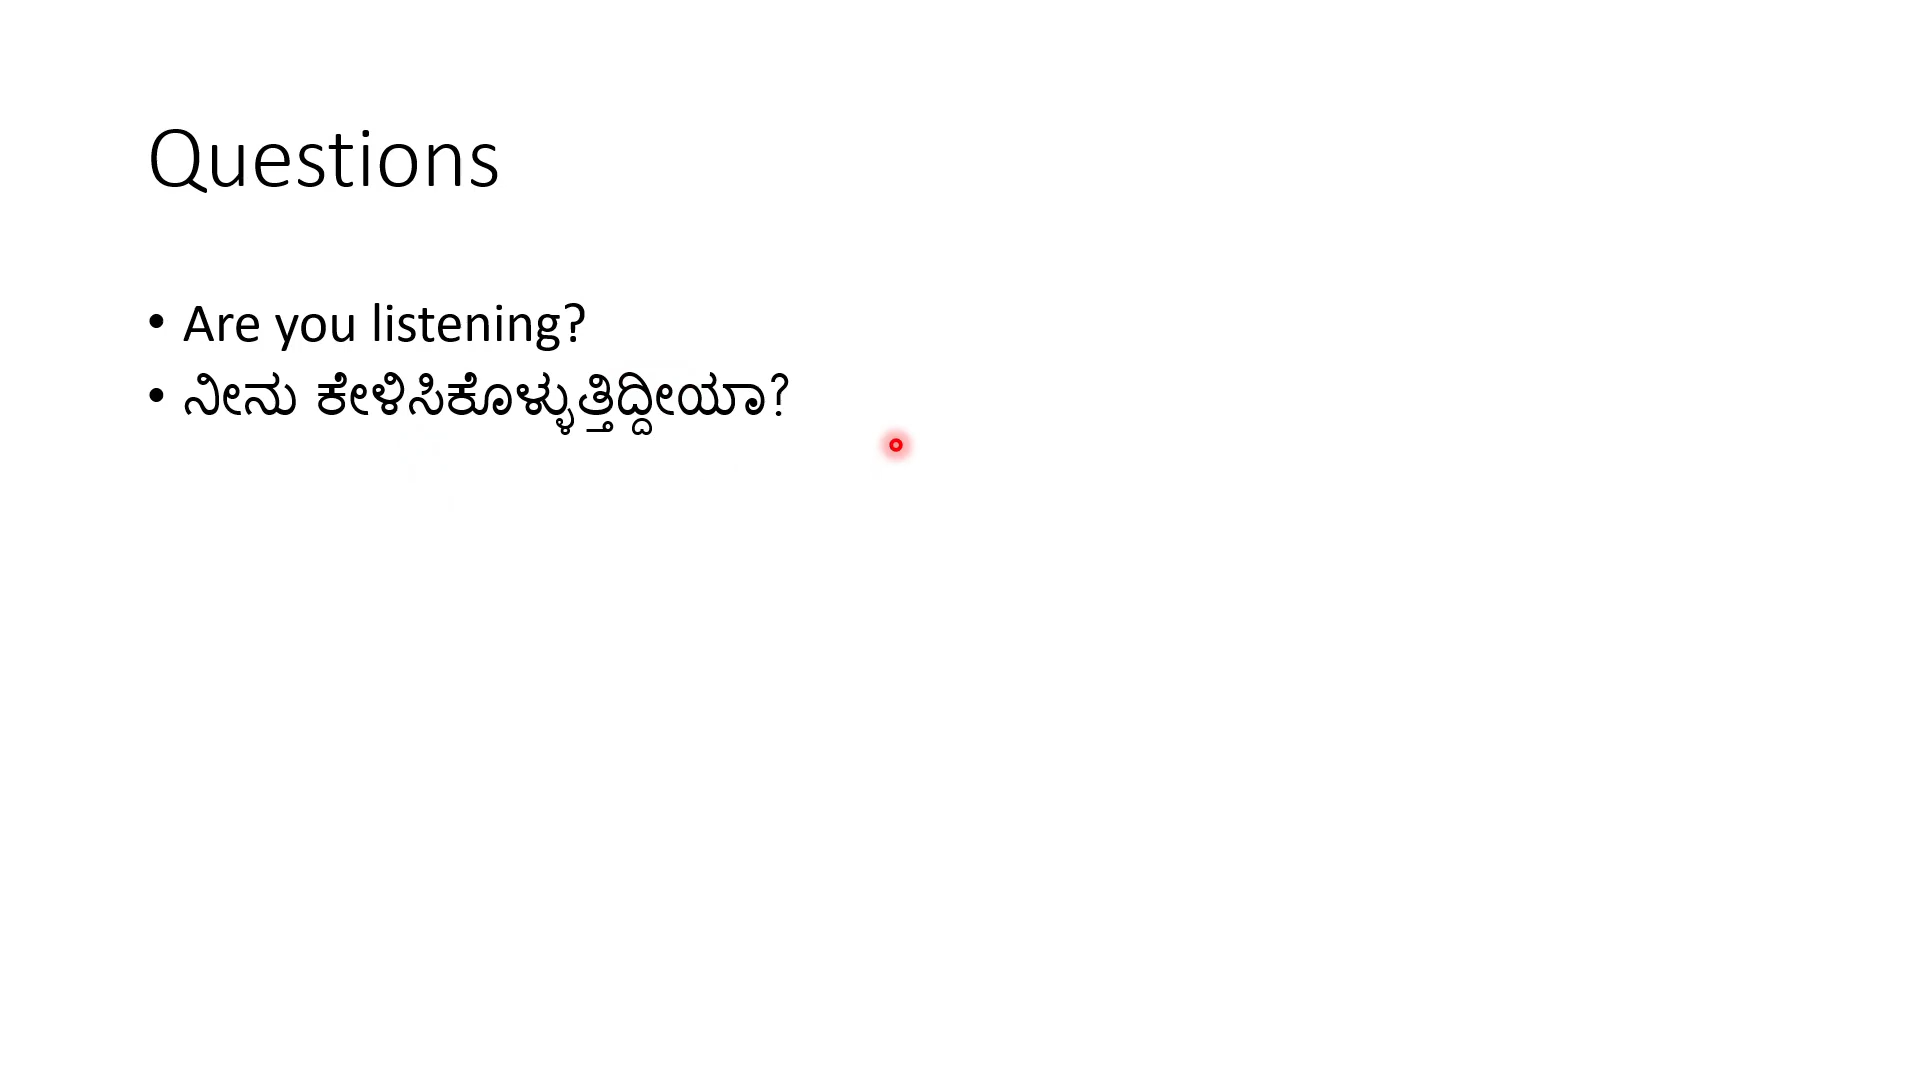 Questions
• Are you listening?
• ನೀನು ಕೇಳಿಸಿಕೊಳ್ಳುತ್ತಿದ್ದೀಯಾ?